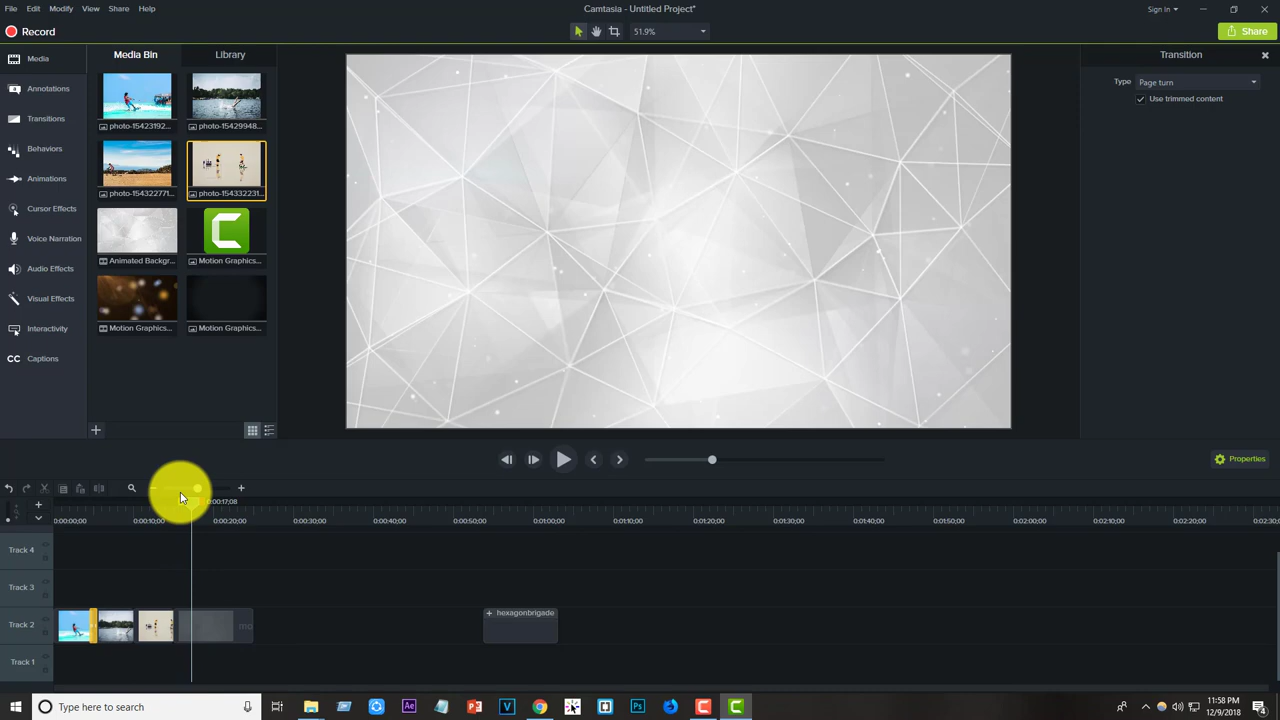 File Edit Modify View Share Help
Camtasia - Untitled Project*
Sign In
Record
51.9%
Share
Media
Annotations
Transitions
Behaviors
Animations
Cursor Effects
Voice Narration
Audio Effects
Visual Effects
Interactivity
CC Captions
Media Bin
Library
photo-15423192...
photo-15429948...
photo-154322771...
photo-154332231...
Animated Backgr...
Motion Graphics...
Motion Graphics...
Motion Graphics...
Transition
Type Page turn
Use trimmed content
Properties
0:00:17;08
0:00:00;00 0:00:10;00 0:00:20;00 0:00:30;00 0:00:40;00 0:00:50;00 0:01:00;00 0:01:10;00 0:01:20;00 0:01:30;00 0:01:40;00 0:01:50;00 0:02:00;00 0:02:10;00 0:02:20;00
Track 4
Track 3
Track 2
mo
hexagonbrigade
Track 1
Type here to search
Ae
Ps
11:58 PM
12/9/2018
4